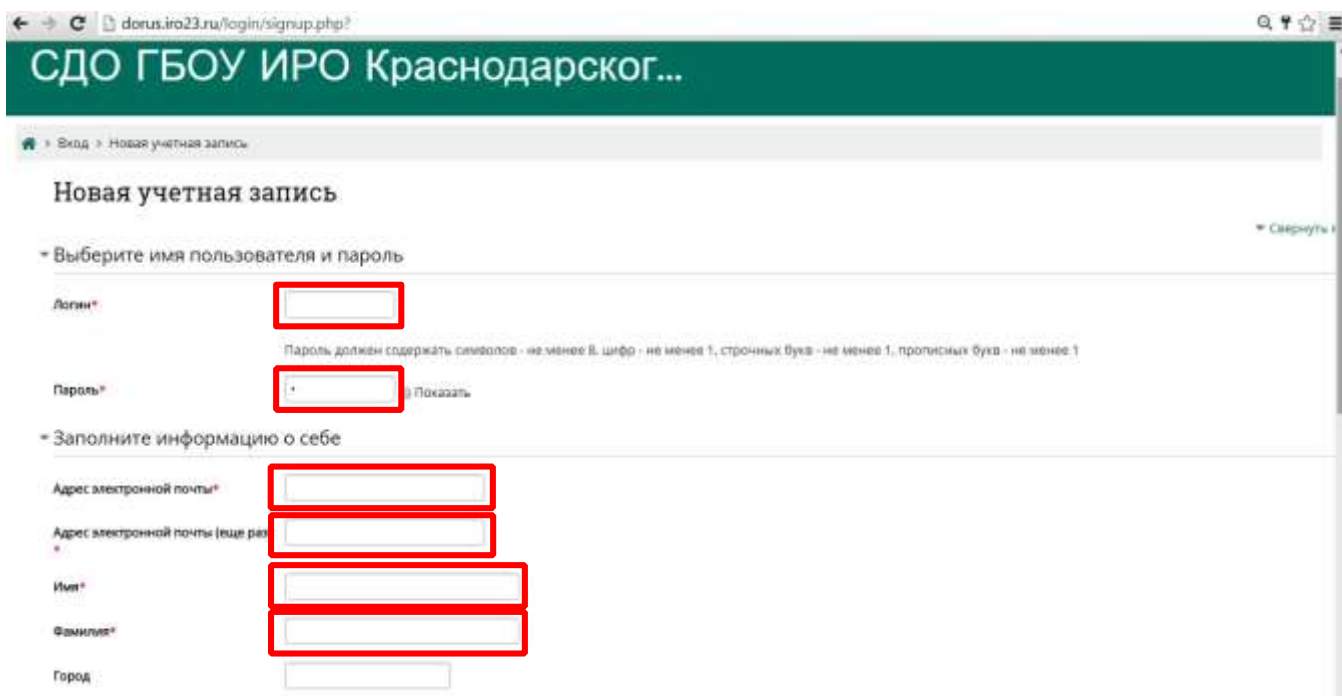 dorus.iro23.ru/login/signup.php?
СДО ГБОУ ИРО Краснодарског...
> Вход > Новая учетная запись
Новая учетная запись
Свернуть
Выберите имя пользователя и пароль
Логин*
Пароль должен содержать символов - не менее 8, цифр - не менее 1, строчных букв - не менее 1, прописных букв - не менее 1
Пароль*
Показать
Заполните информацию о себе
Адрес электронной почты*
Адрес электронной почты (еще раз
*
Имя*
Фамилия*
Город